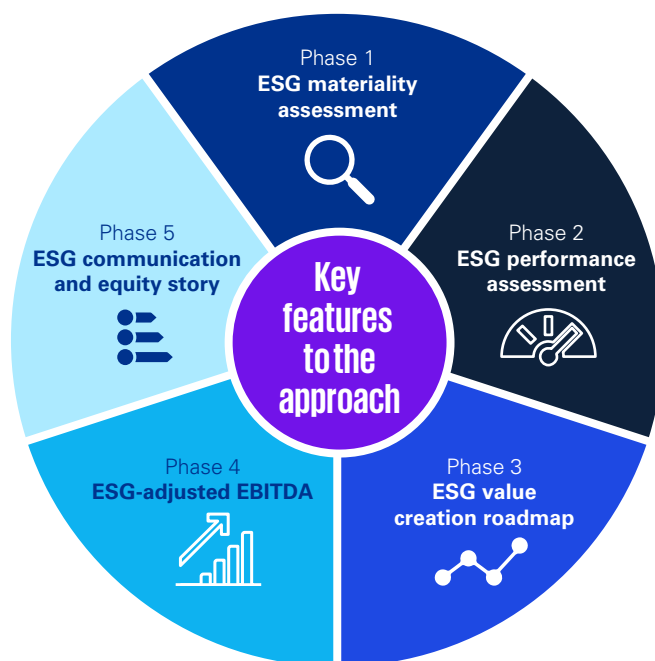 Phase 1
ESG materiality
assessment
Phase 2
ESG performance
assessment
Phase 3
ESG value
creation roadmap
Phase 4
ESG-adjusted EBITDA
Phase 5
ESG communication
and equity story
Key
features
to the
approach